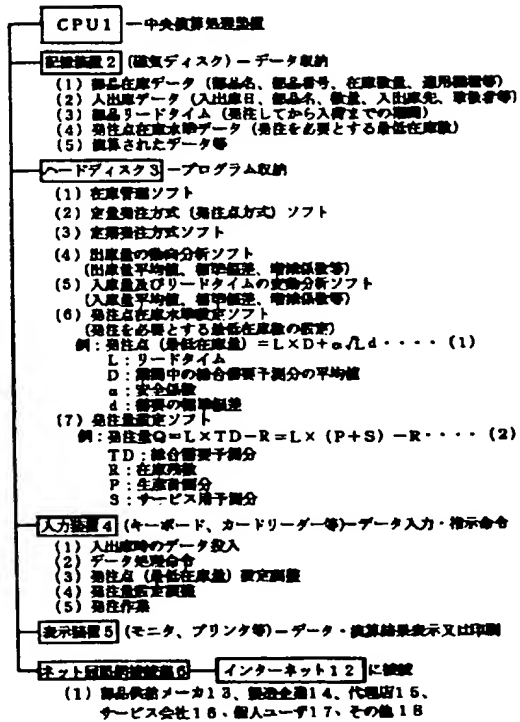 CPU1 ー中央演算処理装置
記憶装置2 (磁気ディスク)ーデータ収納
(1) 部品在庫データ (部品名、部品番号、在庫数量、適用機種等)
(2) 入出庫データ (入出庫日、部品名、数量、入出庫先、取扱者等)
(3) 部品リードタイム (発注してから入荷までの期間)
(4) 発注点在庫水準データ (発注を必要とする最低在庫数)
(5) 演算されたデータ等
ハードディスク3 ープログラム収納
(1) 在庫管理ソフト
(2) 定量発注方式 (発注点方式) ソフト
(3) 定期発注方式ソフト
(4) 出庫量の動向分析ソフト
(出庫量平均値、標準偏差、増減係数等)
(5) 入庫量及びリードタイムの変動分析ソフト
(入庫量平均値、標準偏差、増減係数等)
(6) 発注点在庫水準設定ソフト
(発注を必要とする最低在庫数の設定)
例:発注点 (最低在庫量) =L×D+α√Ld・・・・ (1)
L:リードタイム
D:期間中の総合需要予測分の平均値
α:安全係数
d:需要の標準偏差
(7) 発注量設定ソフト
例:発注量Q=L×TD-R=L× (P+S) -R・・・・ (2)
TD:総合需要予測分
R:在庫残数
P:生産計画分
S:サービス用予測分
入力装置4 (キーボード、カードリーダー等)ーデータ入力・指示命令
(1) 入出庫時のデータ投入
(2) データ処理命令
(3) 発注点 (最低在庫量) 設定調整
(4) 発注量設定調整
(5) 発注作業
表示装置5 (モニタ、プリンタ等)ーデータ・演算結果表示又は印刷
ネット回路網接続器6 インターネット12 に接続
(1) 部品供給メーカ13、製造企業14、代理店15、
サービス会社16、個人ユーザ17、その他18